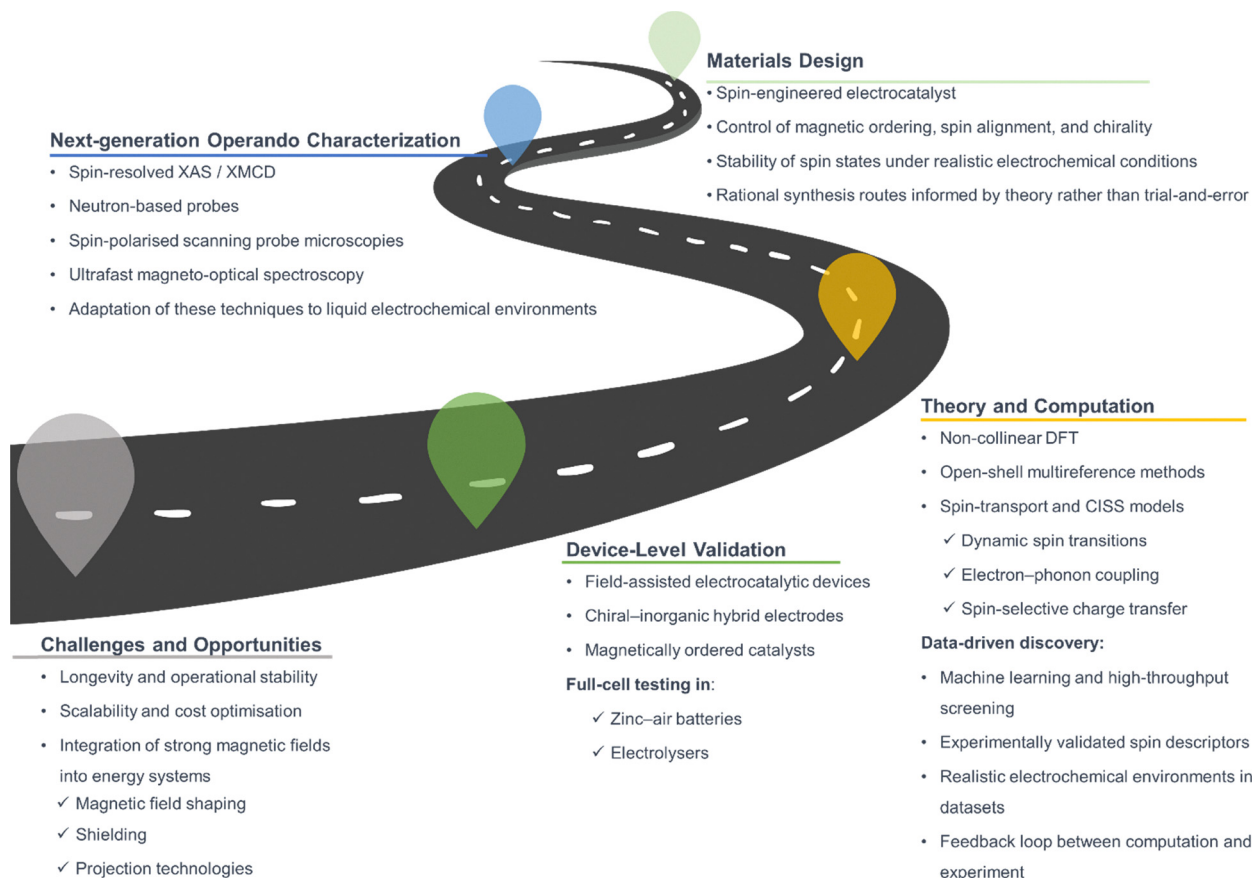 Materials Design
• Spin-engineered electrocatalyst
• Control of magnetic ordering, spin alignment, and chirality
• Stability of spin states under realistic electrochemical conditions
• Rational synthesis routes informed by theory rather than trial-and-error
Next-generation Operando Characterization
• Spin-resolved XAS / XMCD
• Neutron-based probes
• Spin-polarised scanning probe microscopies
• Ultrafast magneto-optical spectroscopy
• Adaptation of these techniques to liquid electrochemical environments
Theory and Computation
• Non-collinear DFT
• Open-shell multireference methods
• Spin-transport and CISS models
✓ Dynamic spin transitions
✓ Electron–phonon coupling
✓ Spin-selective charge transfer
Data-driven discovery:
• Machine learning and high-throughput
screening
• Experimentally validated spin descriptors
• Realistic electrochemical environments in
datasets
• Feedback loop between computation and
experiment
Device-Level Validation
• Field-assisted electrocatalytic devices
• Chiral–inorganic hybrid electrodes
• Magnetically ordered catalysts
Full-cell testing in:
✓ Zinc–air batteries
✓ Electrolysers
Challenges and Opportunities
• Longevity and operational stability
• Scalability and cost optimisation
• Integration of strong magnetic fields
into energy systems
✓ Magnetic field shaping
✓ Shielding
✓ Projection technologies